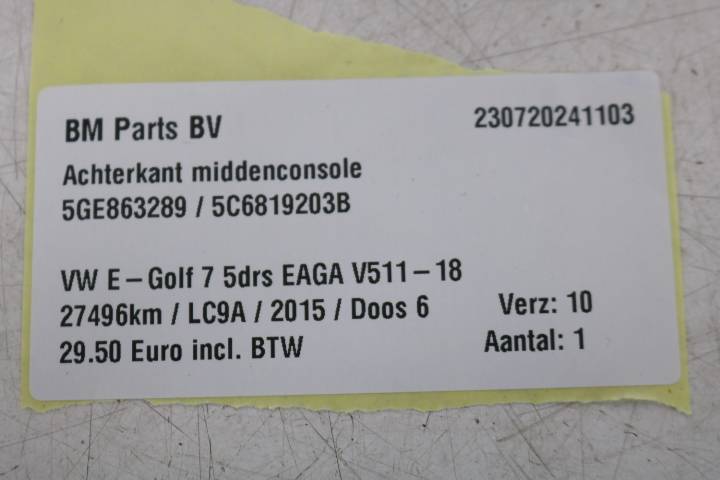 BM Parts BV 230720241103
Achterkant middenconsole
5GE863289 / 5C6819203B
VW E-Golf 7 5drs EAGA V511-18
27496km / LC9A / 2015 / Doos 6 Verz: 10
29.50 Euro incl. BTW Aantal: 1